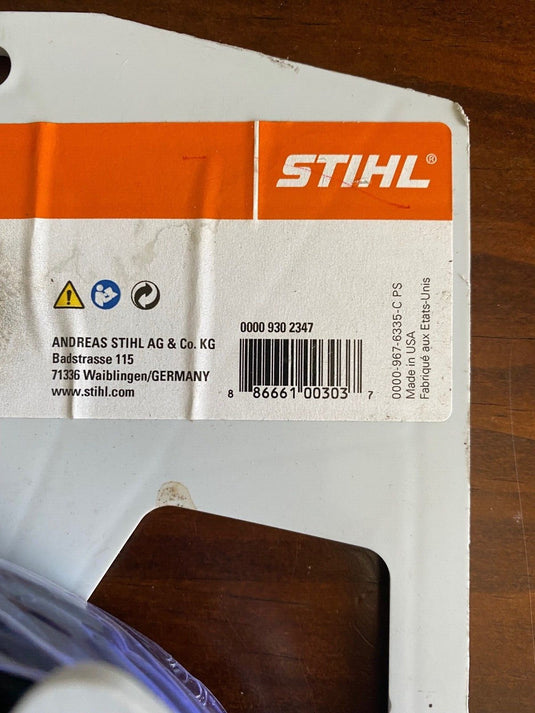 STIHL®
ANDREAS STIHL AG & Co. KG
Badstrasse 115
71336 Waiblingen/GERMANY
www.stihl.com
0000 930 2347
8 86661 00303 7
0000-967-6335-C PS
Made in USA
Fabriqué aux Etats-Unis